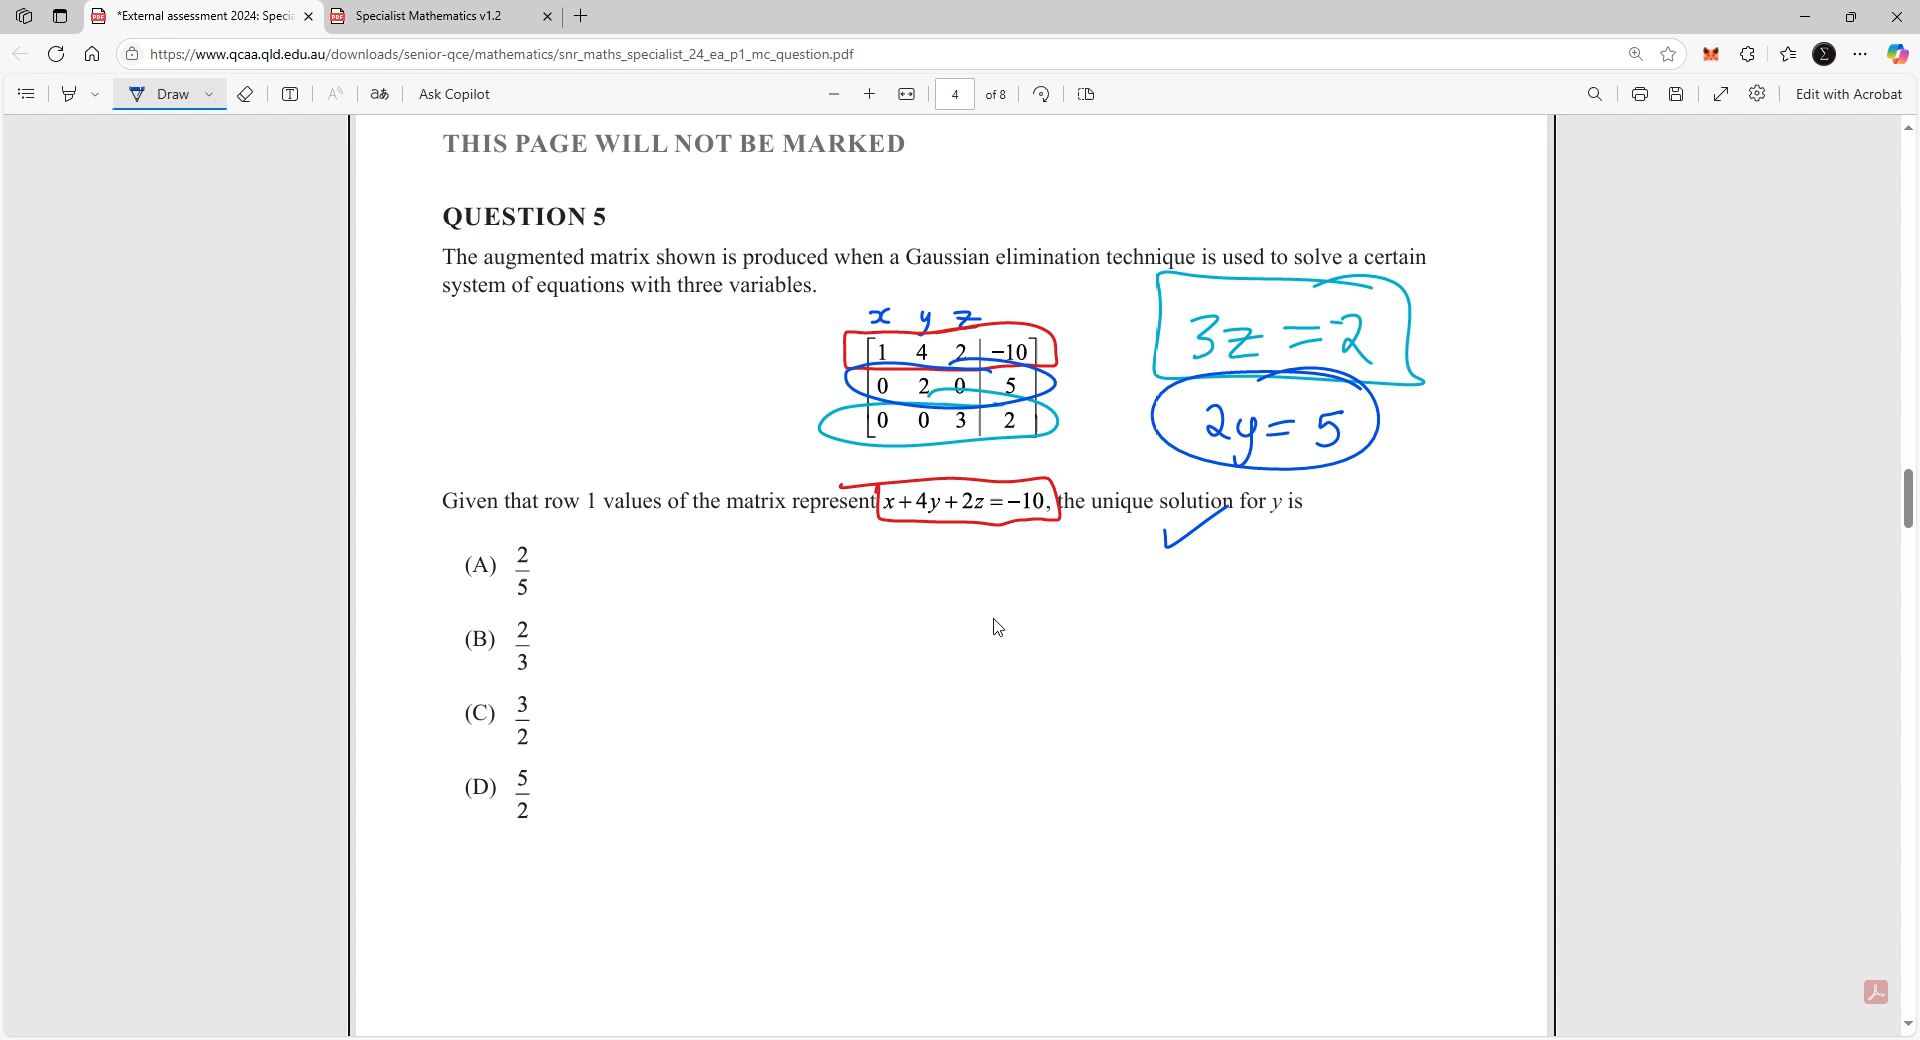 *External assessment 2024: Specia
Specialist Mathematics v1.2
https://www.qcaa.qld.edu.au/downloads/senior-qce/mathematics/snr_maths_specialist_24_ea_p1_mc_question.pdf
Draw
aあ
Ask Copilot
4 of 8
Edit with Acrobat
THIS PAGE WILL NOT BE MARKED
QUESTION 5
The augmented matrix shown is produced when a Gaussian elimination technique is used to solve a certain
system of equations with three variables.
x y z
1 4 2 | −10
0 2 0 | 5
0 0 3 | 2
3z = -2
2y = 5
Given that row 1 values of the matrix represent x + 4y + 2z = −10, the unique solution for y is
(A) 2/5
(B) 2/3
(C) 3/2
(D) 5/2